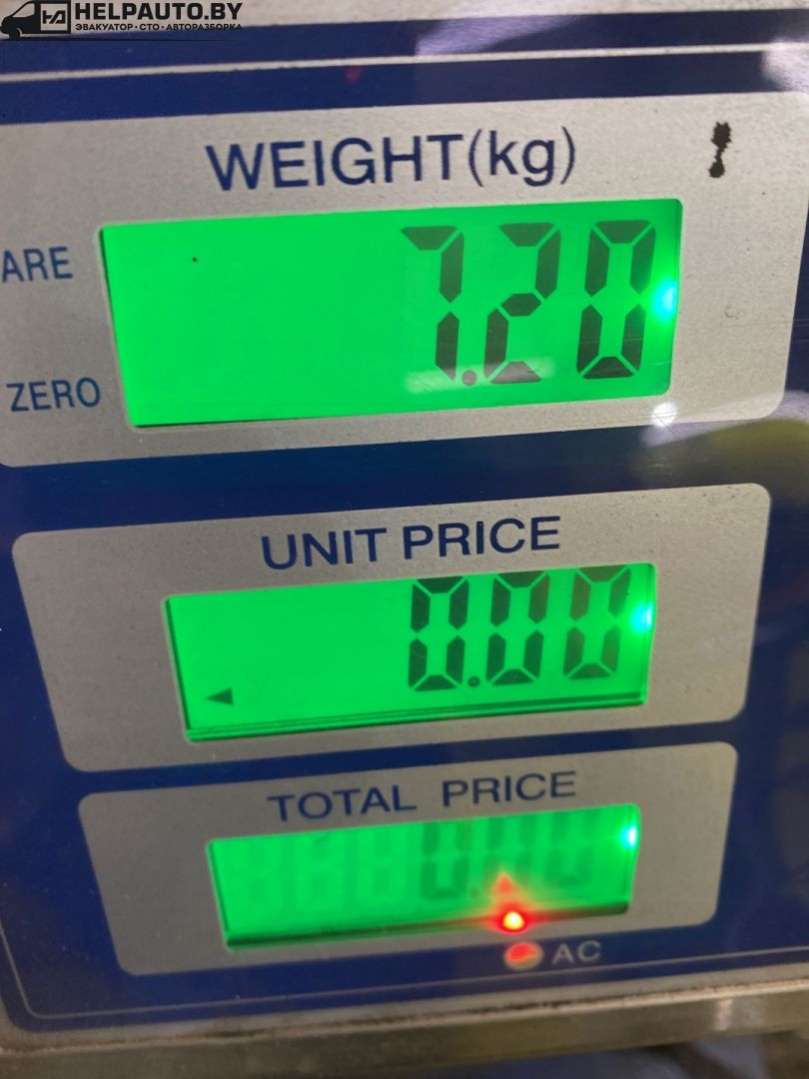 HELPAUTO.BY
ЭВАКУАТОР·СТО·АВТОРАЗБОРКА
WEIGHT(kg)
ARE
7.20
ZERO
UNIT PRICE
0.00
TOTAL PRICE
0.00
AC